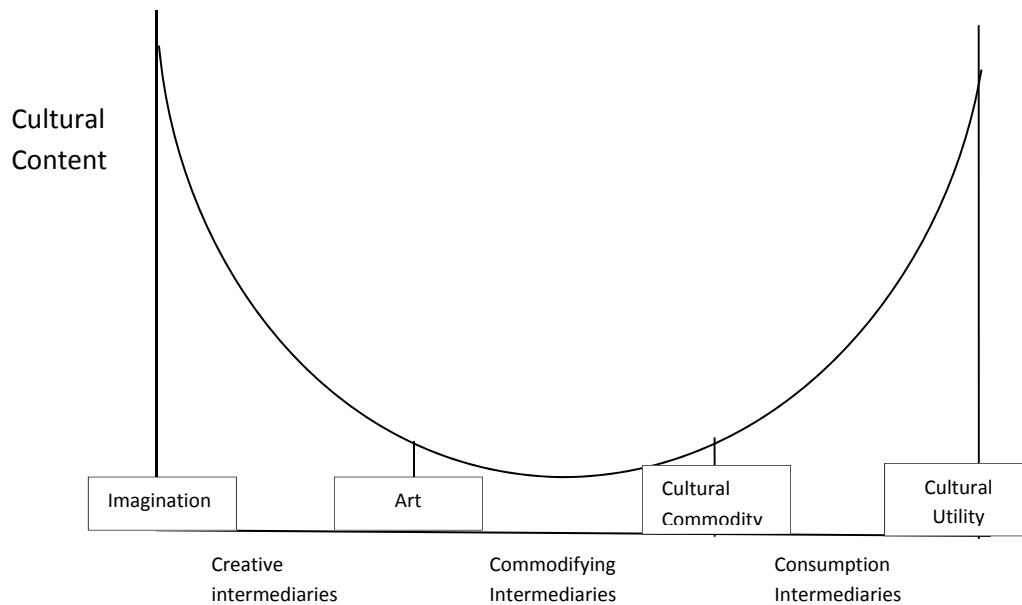 Cultural
Content
Imagination
Art
Cultural
Commodity
Cultural
Utility
Creative
intermediaries
Commodifying
Intermediaries
Consumption
Intermediaries